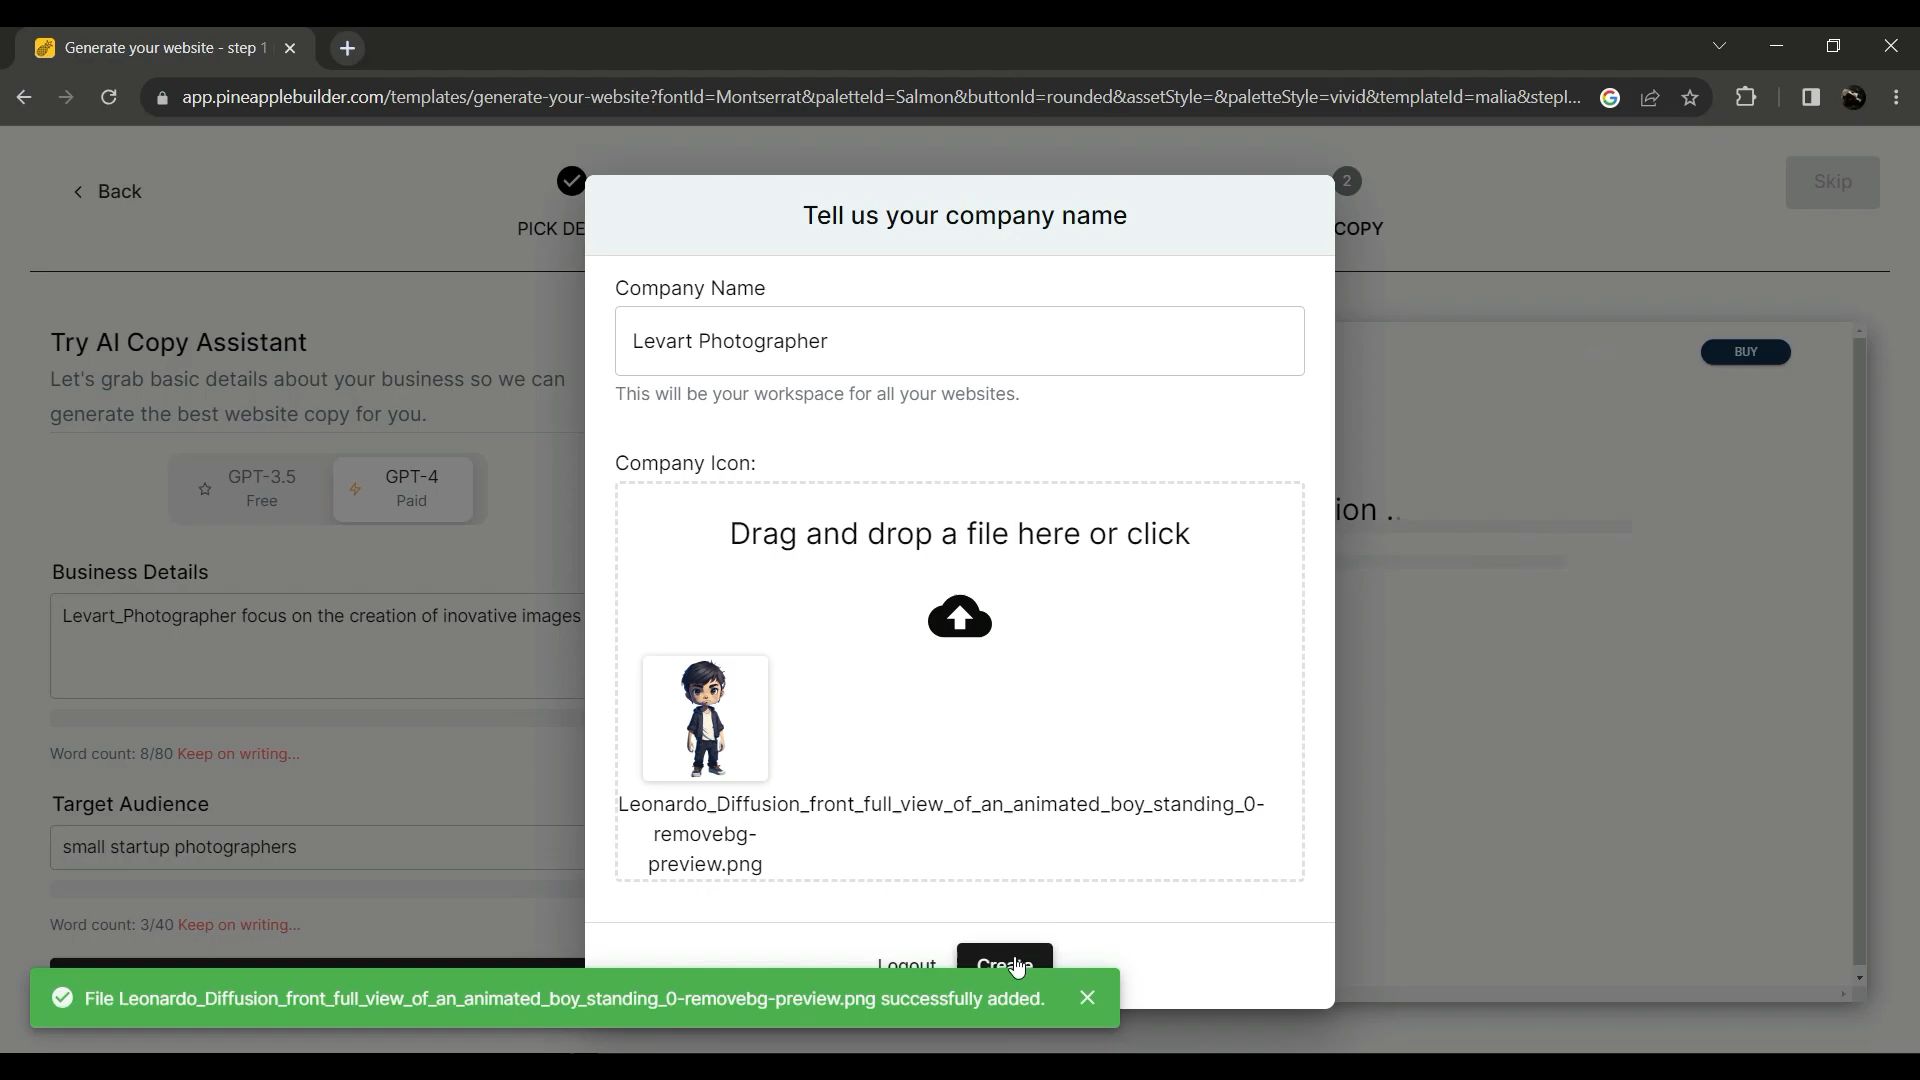 Generate your website - step 1
app.pineapplebuilder.com/templates/generate-your-website?fontId=Montserrat&paletteId=Salmon&buttonId=rounded&assetStyle=&paletteStyle=vivid&templateId=malia&stepI...
Back
PICK DE
2
COPY
Skip
Tell us your company name
Company Name
Levart Photographer
This will be your workspace for all your websites.
Company Icon:
Drag and drop a file here or click
Leonardo_Diffusion_front_full_view_of_an_animated_boy_standing_0-
removebg-
preview.png
Logout
Create
Try AI Copy Assistant
Let's grab basic details about your business so we can
generate the best website copy for you.
GPT-3.5
Free
GPT-4
Paid
Business Details
Levart_Photographer focus on the creation of inovative images
Word count: 8/80 Keep on writing...
Target Audience
small startup photographers
Word count: 3/40 Keep on writing...
BUY
ion ..
File Leonardo_Diffusion_front_full_view_of_an_animated_boy_standing_0-removebg-preview.png successfully added.